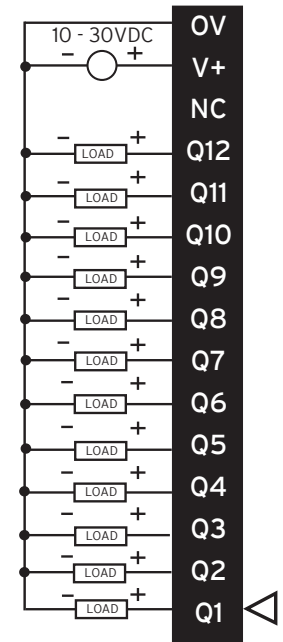 0V
10 - 30VDC
- + V+
NC
- LOAD + Q12
- LOAD + Q11
- LOAD + Q10
- LOAD + Q9
- LOAD + Q8
- LOAD + Q7
- LOAD + Q6
- LOAD + Q5
- LOAD + Q4
- LOAD + Q3
- LOAD + Q2
- LOAD + Q1